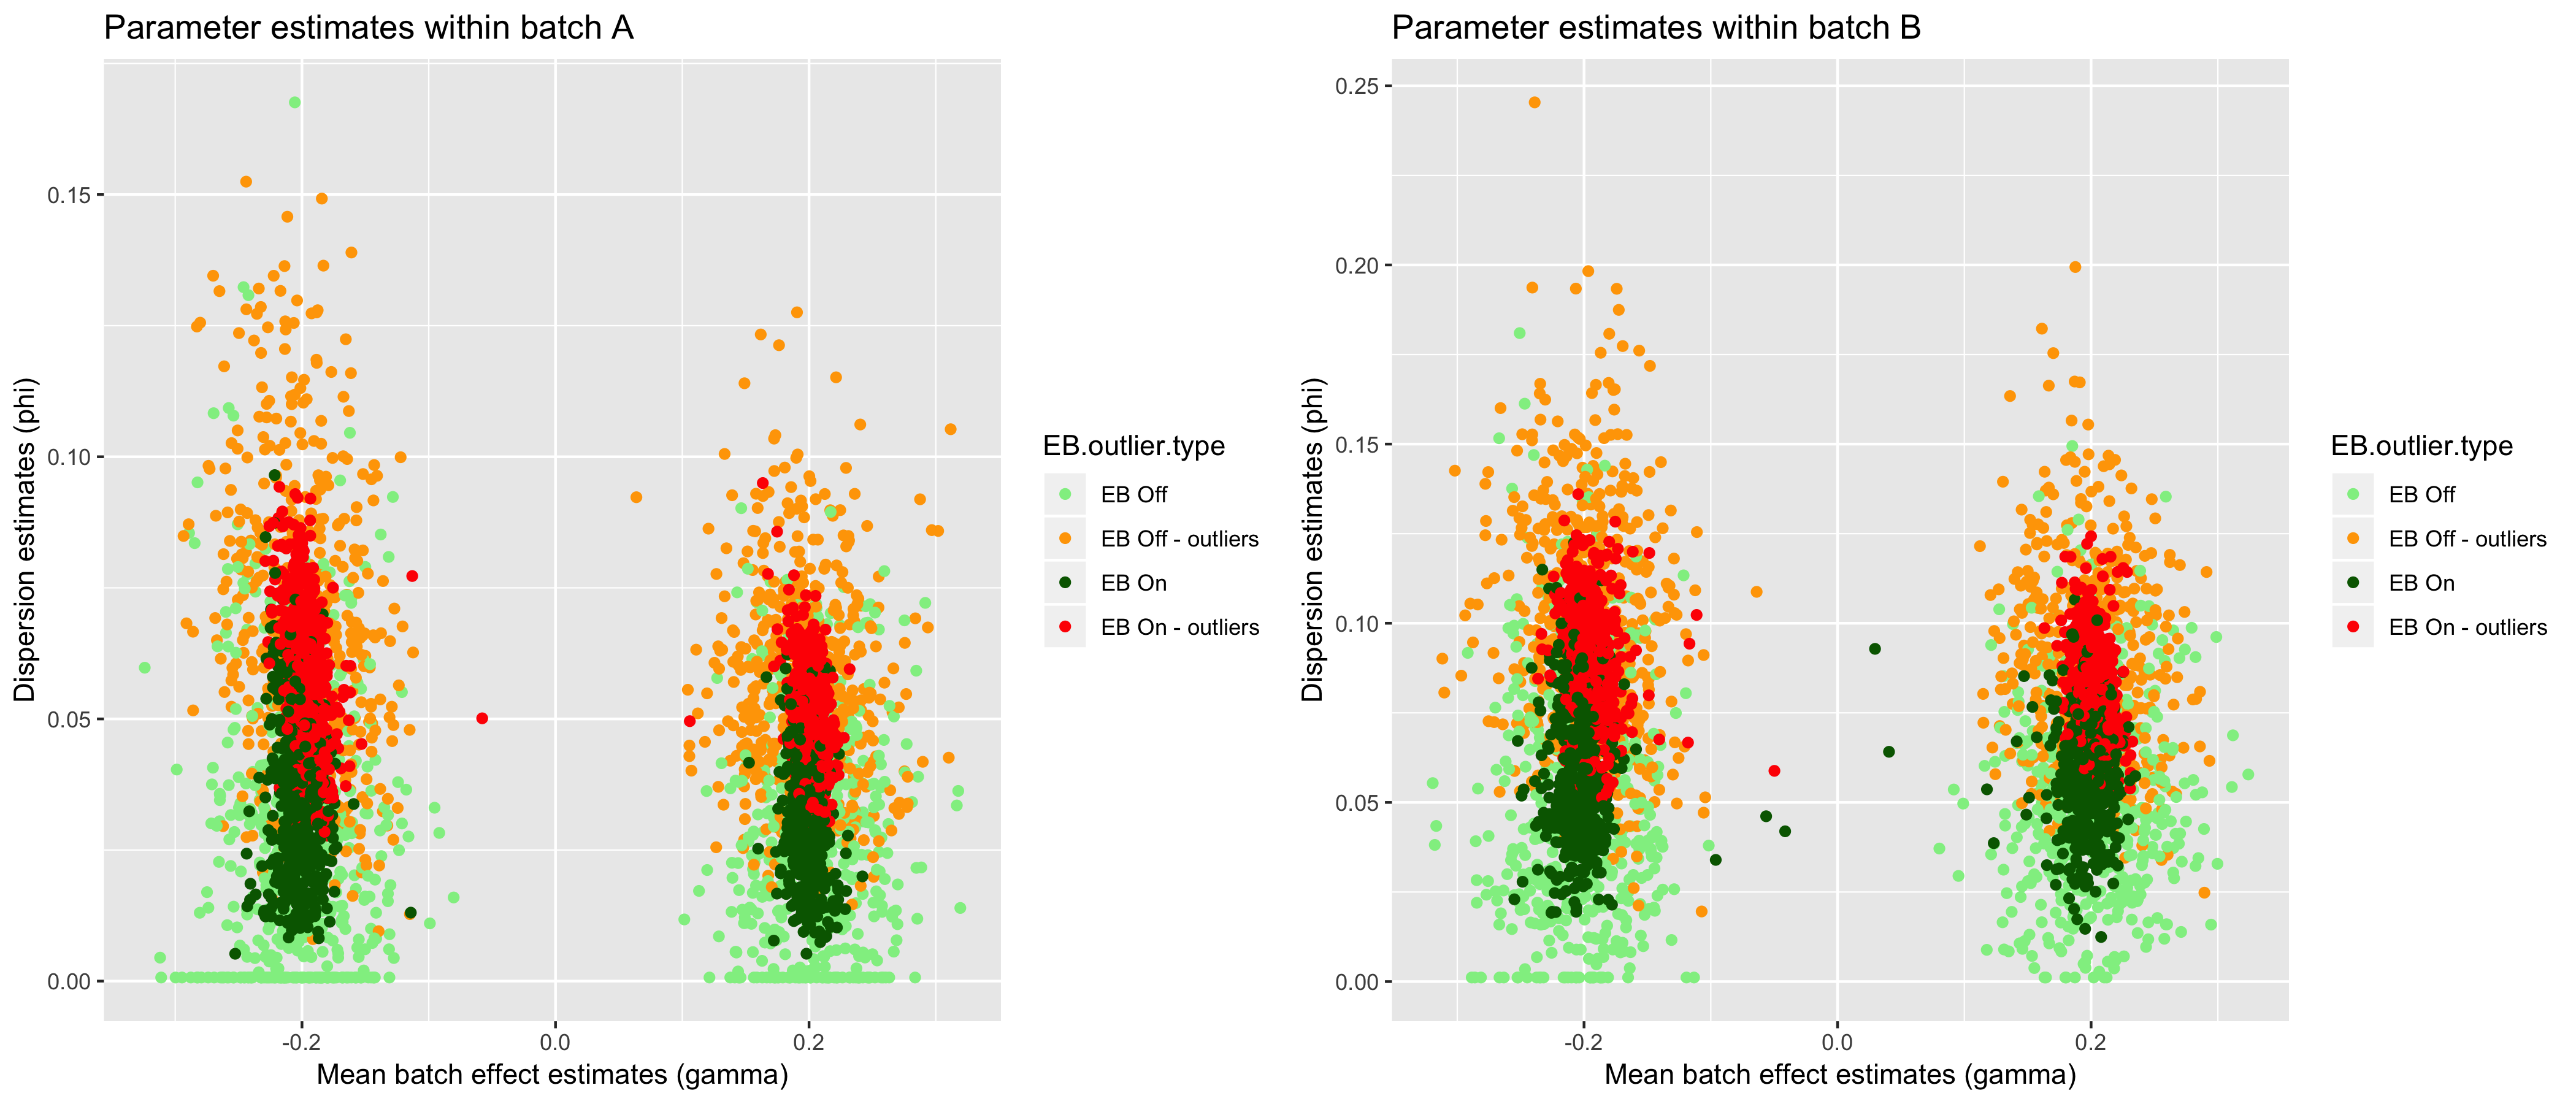 Parameter estimates within batch A
Dispersion estimates (phi)
0.15
0.10
0.05
0.00
-0.2
0.0
0.2
Mean batch effect estimates (gamma)
EB.outlier.type
EB Off
EB Off - outliers
EB On
EB On - outliers
Parameter estimates within batch B
Dispersion estimates (phi)
0.25
0.20
0.15
0.10
0.05
0.00
-0.2
0.0
0.2
Mean batch effect estimates (gamma)
EB.outlier.type
EB Off
EB Off - outliers
EB On
EB On - outliers